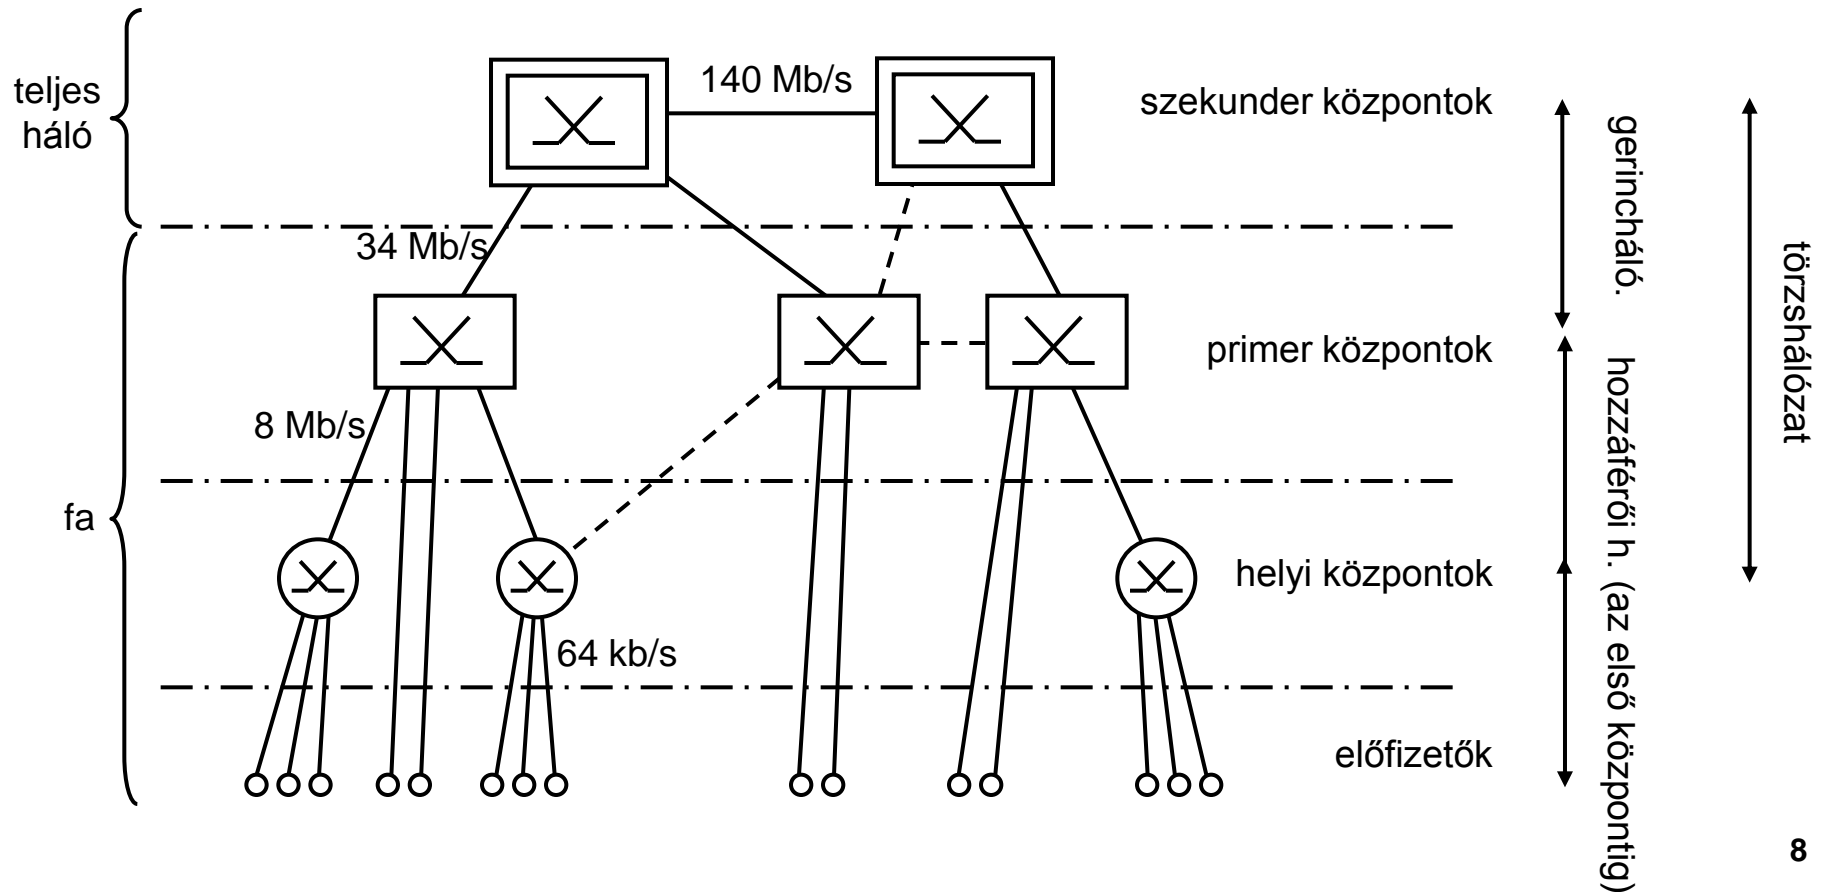 teljes
háló
140 Mb/s
szekunder központok
34 Mb/s
primer központok
8 Mb/s
fa
helyi központok
64 kb/s
előfizetők
gerincháló.
hozzáférői h. (az első központig)
törzshálózat
8